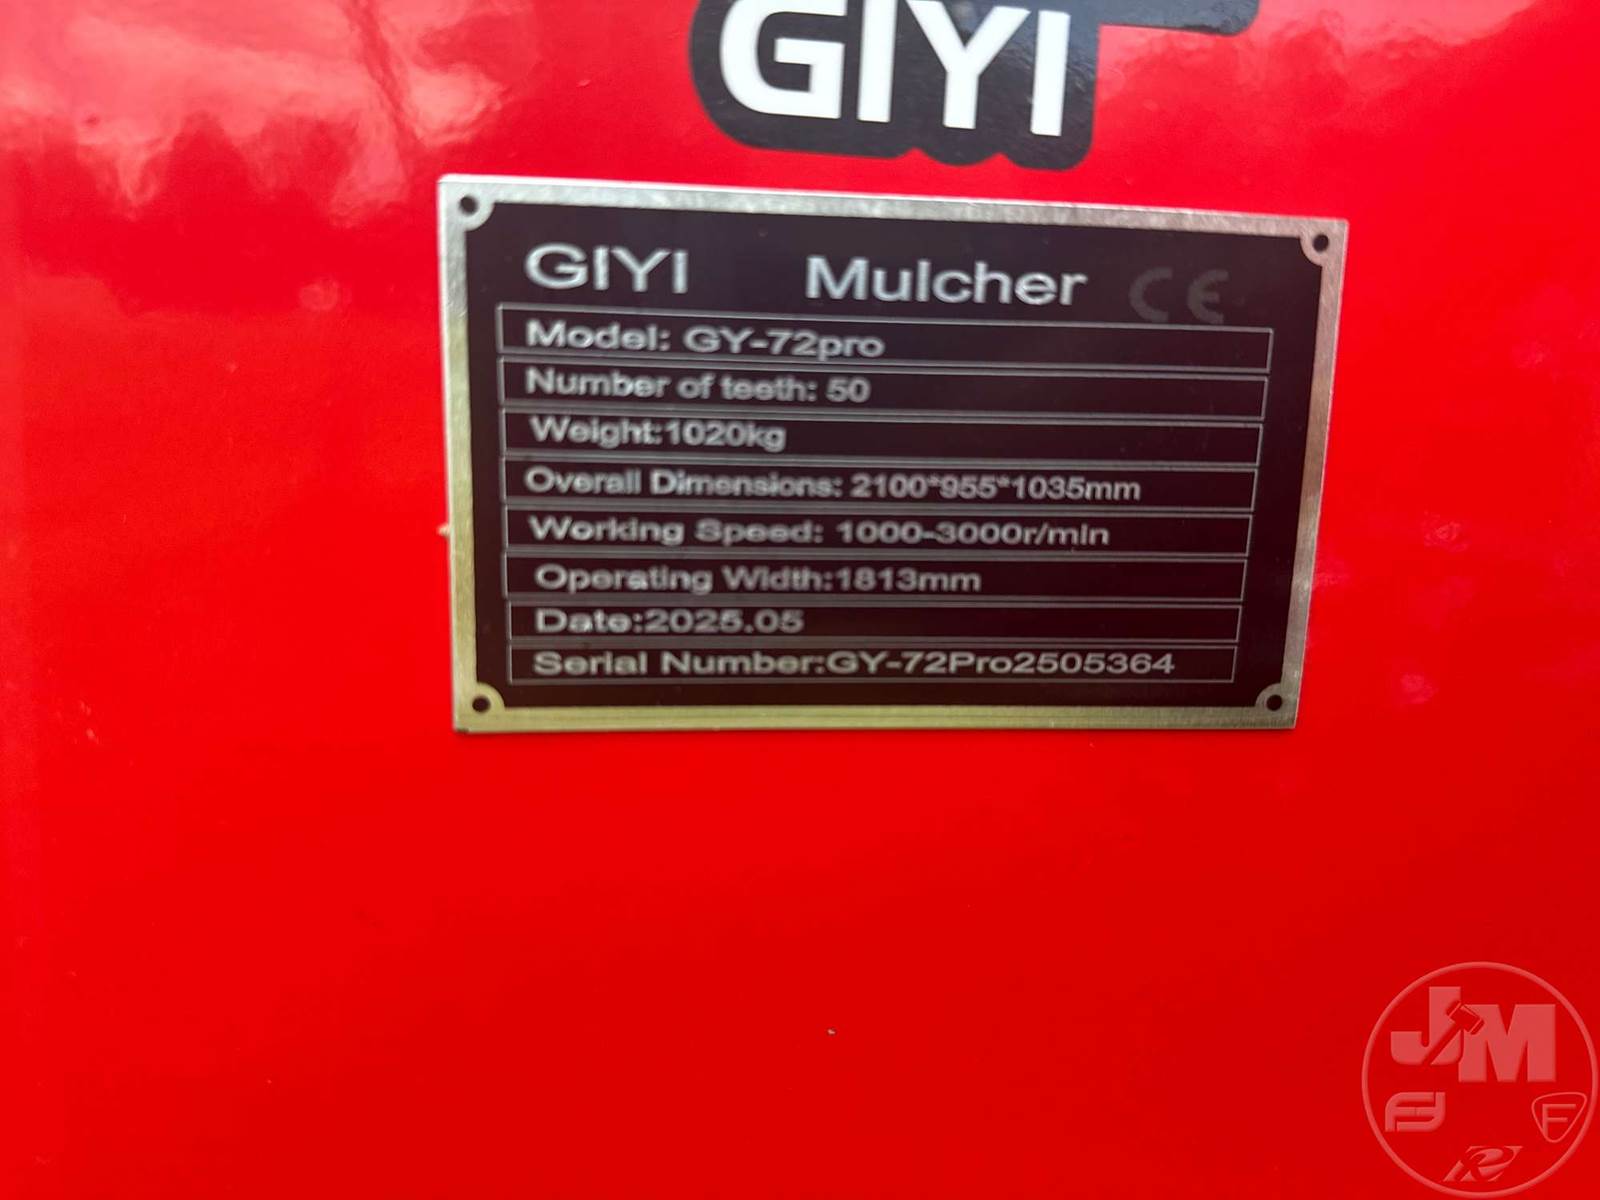 GIYI
GIYI Mulcher CE
Model: GY-72pro
Number of teeth: 50
Weight:1020kg
Overall Dimensions: 2100*955*1035mm
Working Speed: 1000-3000r/min
Operating Width:1813mm
Date:2025.05
Serial Number:GY-72Pro2505364
JM
F